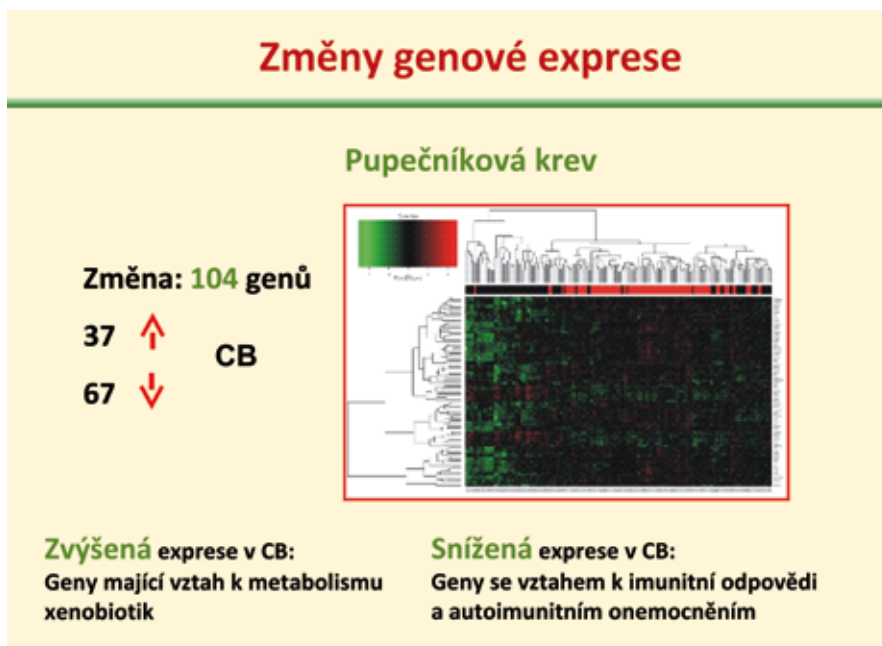 Změny genové exprese
Pupečníková krev
Změna: 104 genů
37
CB
67
Zvýšená exprese v CB:
Geny mající vztah k metabolismu
xenobiotik
Snížená exprese v CB:
Geny se vztahem k imunitní odpovědi
a autoimunitním onemocněním